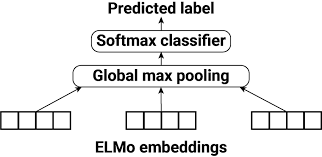 Predicted label
Softmax classifier
Global max pooling
ELMo embeddings